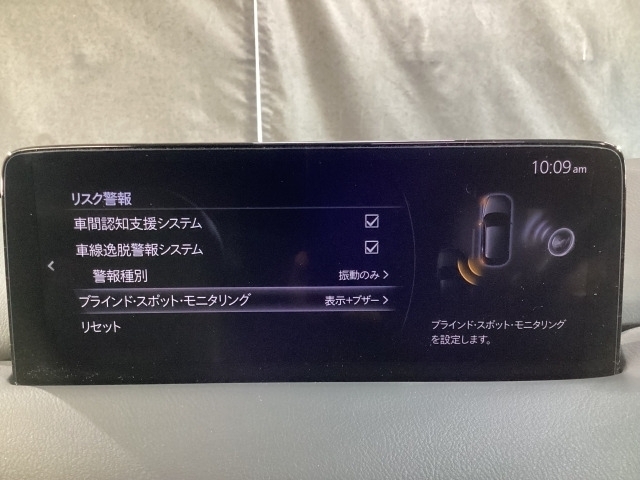 10:09 am
リスク警報
車間認知支援システム
車線逸脱警報システム
警報種別 振動のみ
ブラインド・スポット・モニタリング 表示+ブザー
リセット
ブラインド・スポット・モニタリング
を設定します。